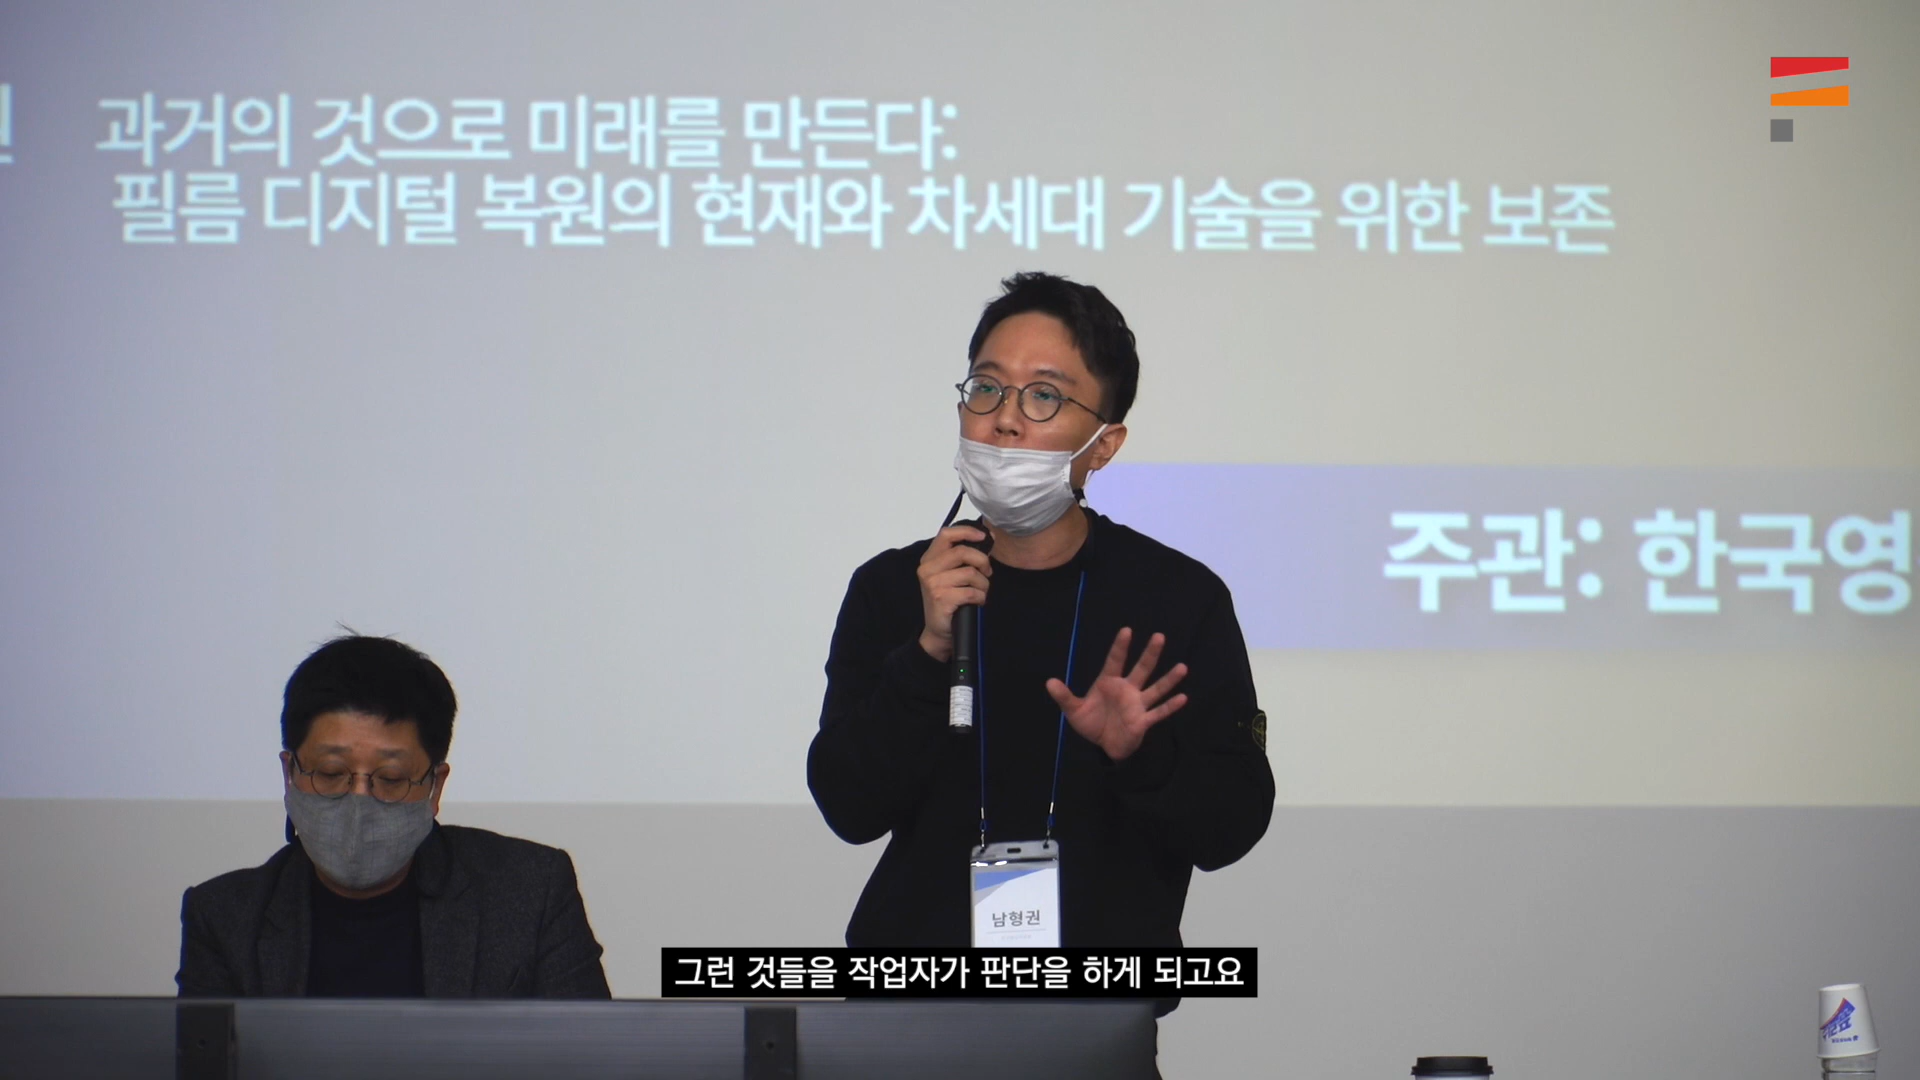 과거의 것으로 미래를 만든다:
필름 디지털 복원의 현재와 차세대 기술을 위한 보존
주관: 한국영
남형권
그런 것들을 작업자가 판단을 하게 되고요